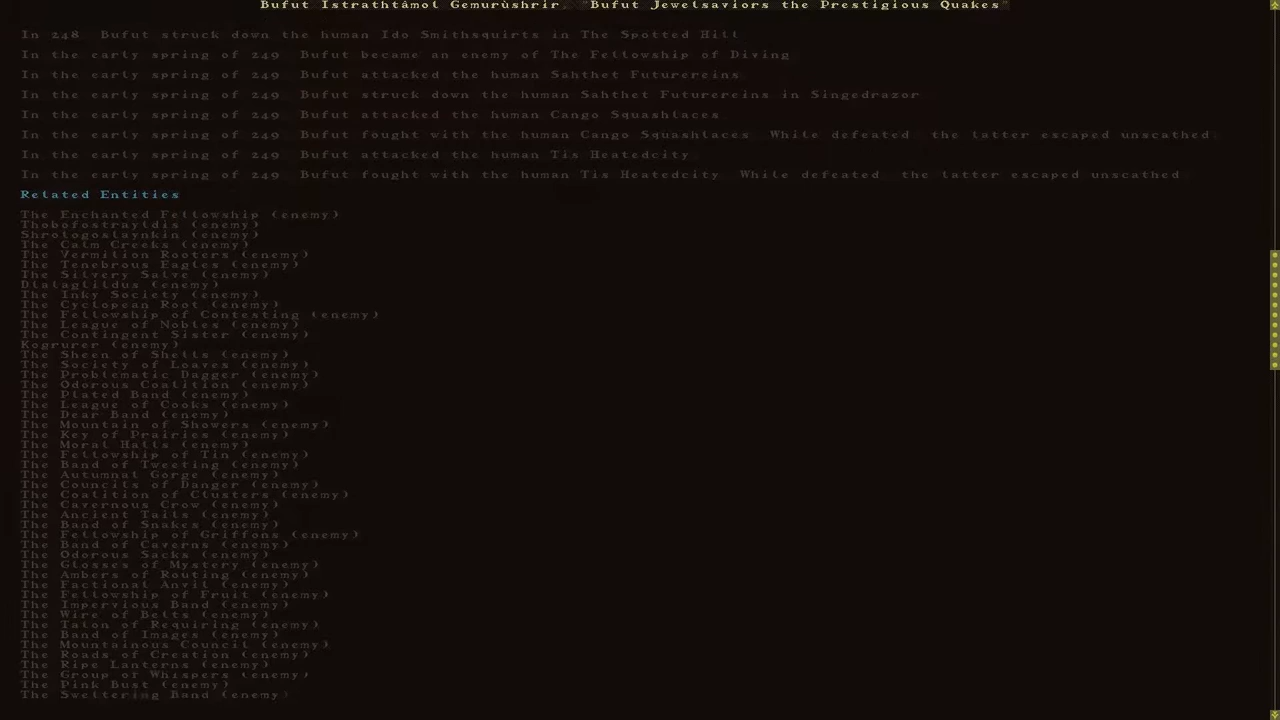 Bufut Istrathtâmol Gemurùshrir, "Bufut Jewelsaviors the Prestigious Quakes"
In 248, Bufut struck down the human Ido Smithsquirts in The Spotted Hill
In the early spring of 249, Bufut became an enemy of The Fellowship of Diving
In the early spring of 249, Bufut attacked the human Sahthet Futurereins
In the early spring of 249, Bufut struck down the human Sahthet Futurereins in Singedrazor
In the early spring of 249, Bufut attacked the human Cango Squashlaces
In the early spring of 249, Bufut fought with the human Cango Squashlaces. While defeated, the latter escaped unscathed.
In the early spring of 249, Bufut attacked the human Tis Heatedcity
In the early spring of 249, Bufut fought with the human Tis Heatedcity. While defeated, the latter escaped unscathed.
Related Entities
The Enchanted Fellowship (enemy)
Thobofostrayldis (enemy)
Shrologoslaynkin (enemy)
The Calm Creeks (enemy)
The Vermilion Rooters (enemy)
The Tenebrous Eagles (enemy)
The Silvery Salve (enemy)
Dlalaglildus (enemy)
The Inky Society (enemy)
The Cyclopean Root (enemy)
The Fellowship of Contesting (enemy)
The League of Nobles (enemy)
The Contingent Sister (enemy)
Kogrurer (enemy)
The Sheen of Shells (enemy)
The Society of Loaves (enemy)
The Problematic Dagger (enemy)
The Odorous Coalition (enemy)
The Plated Band (enemy)
The League of Cooks (enemy)
The Dear Band (enemy)
The Mountain of Showers (enemy)
The Key of Prairies (enemy)
The Moral Halls (enemy)
The Fellowship of Tin (enemy)
The Band of Tweeting (enemy)
The Autumnal Gorge (enemy)
The Councils of Danger (enemy)
The Coalition of Clusters (enemy)
The Cavernous Crow (enemy)
The Ancient Tails (enemy)
The Band of Snakes (enemy)
The Fellowship of Griffons (enemy)
The Band of Caverns (enemy)
The Odorous Sacks (enemy)
The Glosses of Mystery (enemy)
The Ambers of Routing (enemy)
The Factional Anvil (enemy)
The Fellowship of Fruit (enemy)
The Impervious Band (enemy)
The Wire of Belts (enemy)
The Talon of Requiring (enemy)
The Band of Images (enemy)
The Mountainous Council (enemy)
The Roads of Creation (enemy)
The Ripe Lanterns (enemy)
The Group of Whispers (enemy)
The Pink Bust (enemy)
The Sweltering Band (enemy)